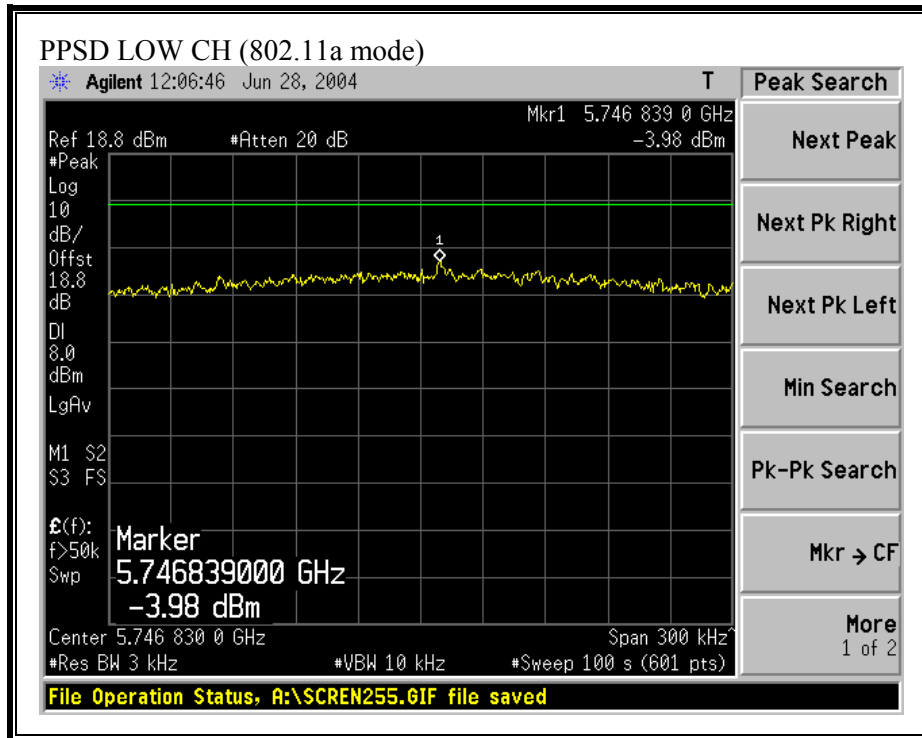 PPSD LOW CH (802.11a mode)
Agilent 12:06:46 Jun 28, 2004 T
Peak Search
Mkr1 5.746 839 0 GHz
Ref 18.8 dBm #Atten 20 dB -3.98 dBm
#Peak
Log
10
dB/
Offst
18.8
dB
DI
8.0
dBm
LgAv
M1 S2
S3 FS
£(f):
f>50k
Swp
1
Marker
5.746839000 GHz
-3.98 dBm
Center 5.746 830 0 GHz Span 300 kHz^
#Res BW 3 kHz #VBW 10 kHz #Sweep 100 s (601 pts)
Next Peak
Next Pk Right
Next Pk Left
Min Search
Pk-Pk Search
Mkr → CF
More
1 of 2
File Operation Status, A:\SCREN255.GIF file saved